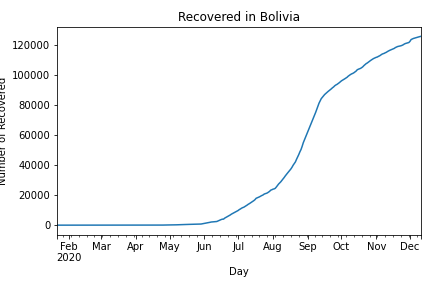 Recovered in Bolivia
120000
100000
80000
60000
40000
20000
0
Number of Recovered
Feb Mar Apr May Jun Jul Aug Sep Oct Nov Dec
2020
Day